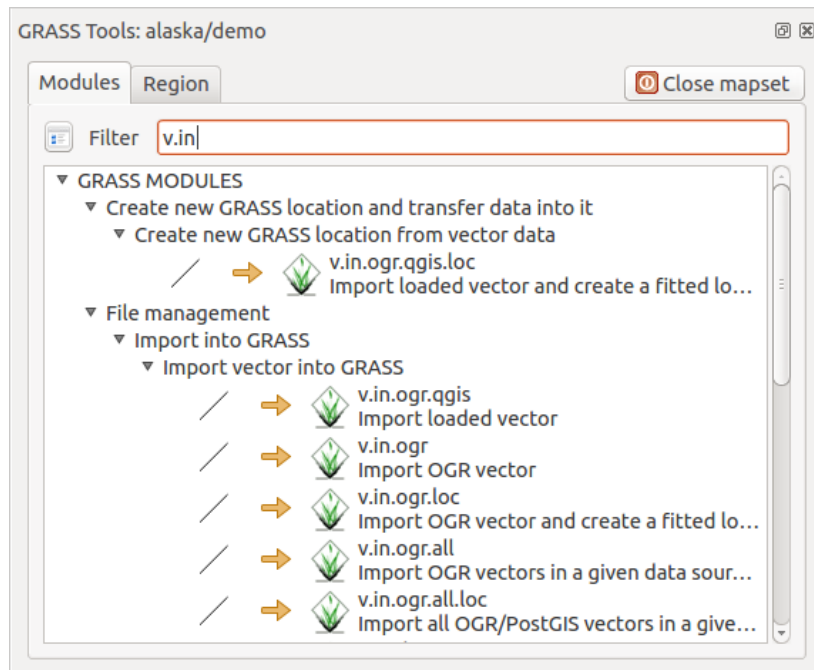 GRASS Tools: alaska/demo
Modules
Region
Close mapset
Filter
v.in
GRASS MODULES
Create new GRASS location and transfer data into it
Create new GRASS location from vector data
v.in.ogr.qgis.loc
Import loaded vector and create a fitted lo...
File management
Import into GRASS
Import vector into GRASS
v.in.ogr.qgis
Import loaded vector
v.in.ogr
Import OGR vector
v.in.ogr.loc
Import OGR vector and create a fitted lo...
v.in.ogr.all
Import OGR vectors in a given data sour...
v.in.ogr.all.loc
Import all OGR/PostGIS vectors in a give...